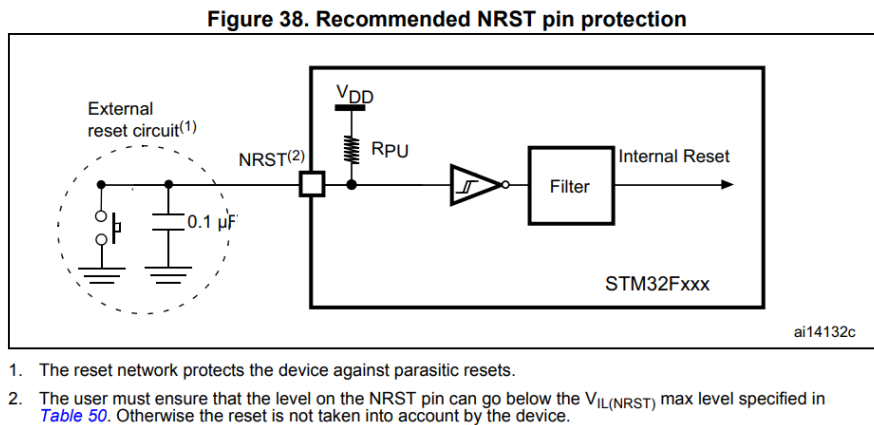 Figure 38. Recommended NRST pin protection
External
reset circuit(1)
VDD
NRST(2)
RPU
Internal Reset
Filter
0.1 µF
STM32Fxxx
ai14132c
1. The reset network protects the device against parasitic resets.
2. The user must ensure that the level on the NRST pin can go below the VIL(NRST) max level specified in
Table 50. Otherwise the reset is not taken into account by the device.